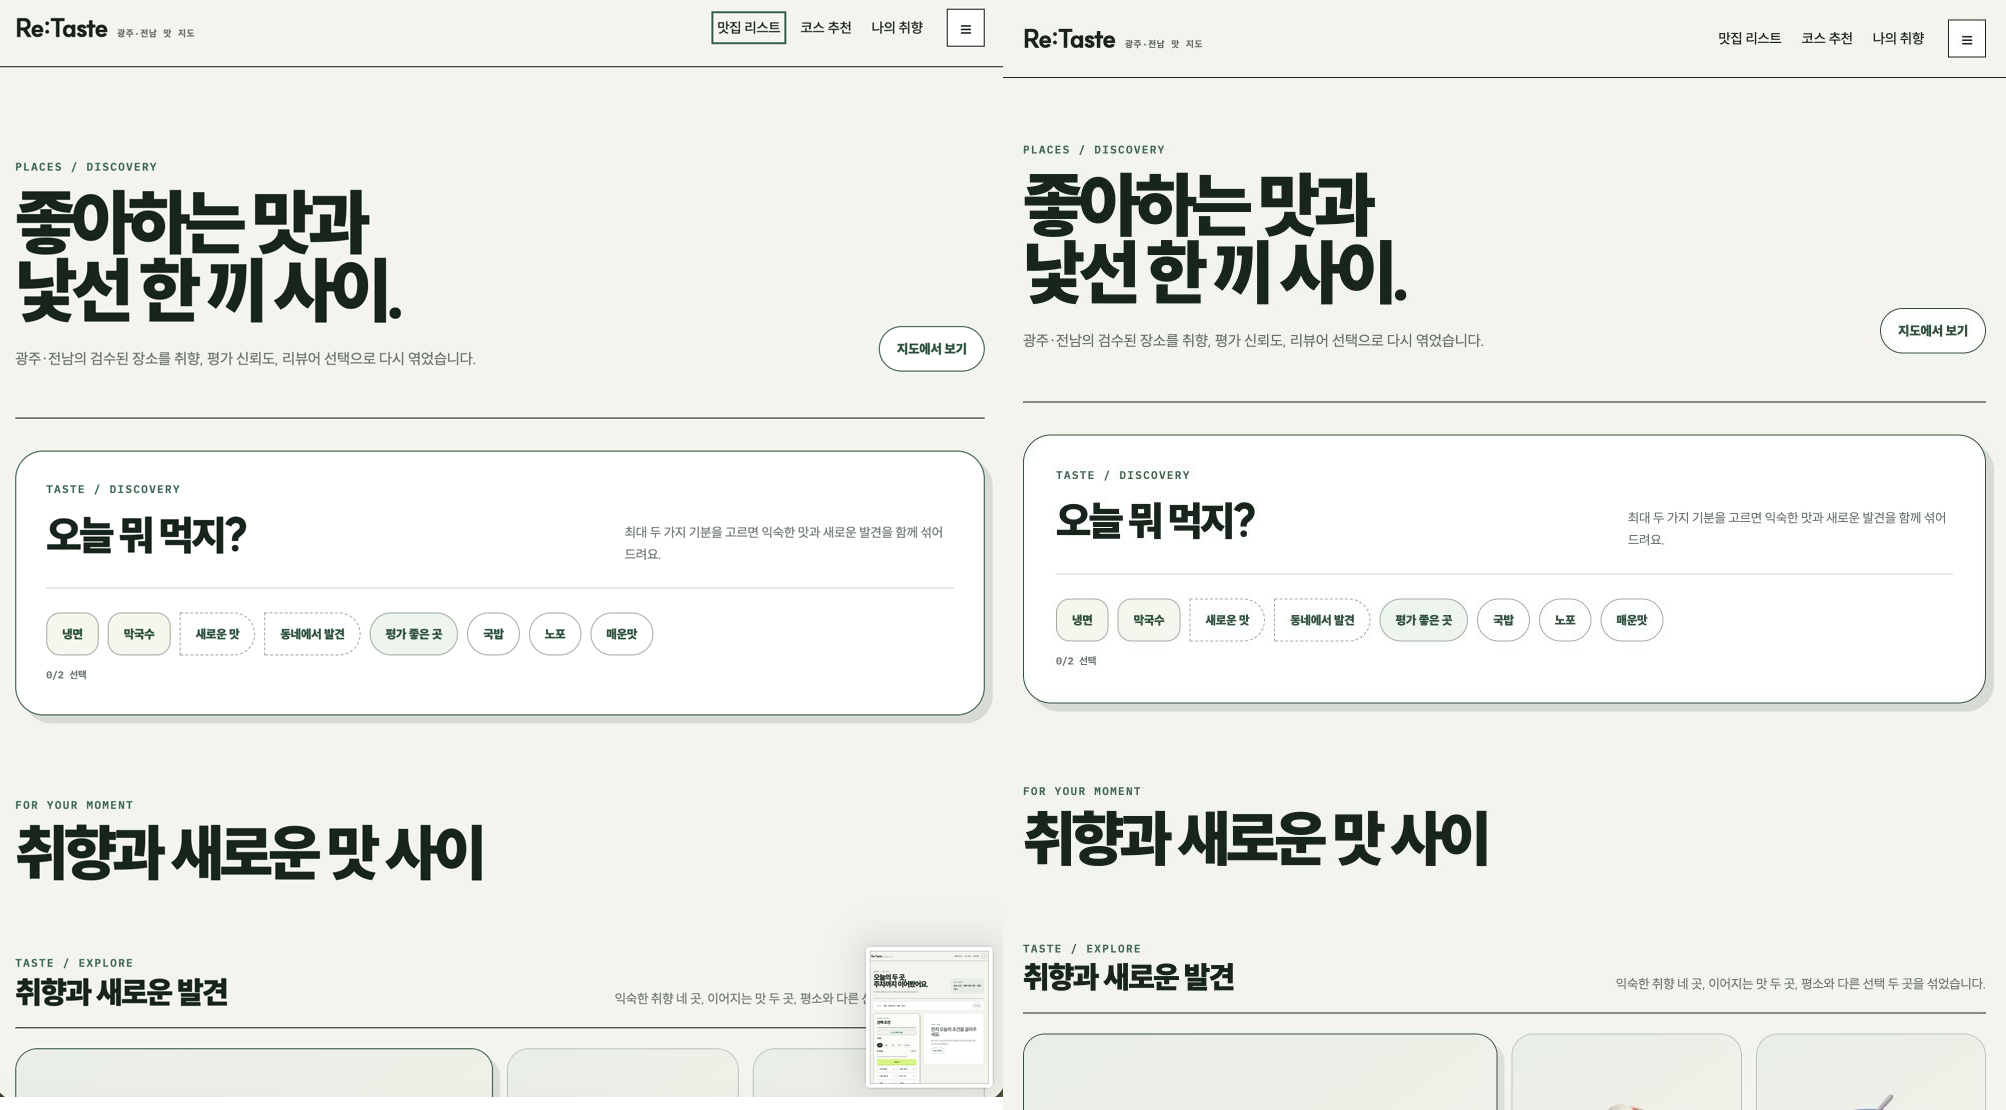 Re:Taste 광주·전남 맛 지도
맛집 리스트 코스 추천 나의 취향
PLACES / DISCOVERY
좋아하는 맛과
낯선 한 끼 사이.
광주·전남의 검수된 장소를 취향, 평가 신뢰도, 리뷰어 선택으로 다시 엮었습니다.
지도에서 보기
TASTE / DISCOVERY
오늘 뭐 먹지?
최대 두 가지 기분을 고르면 익숙한 맛과 새로운 발견을 함께 섞어
드려요.
냉면 막국수 새로운 맛 동네에서 발견 평가 좋은 곳 국밥 노포 매운맛
0/2 선택
FOR YOUR MOMENT
취향과 새로운 맛 사이
TASTE / EXPLORE
취향과 새로운 발견
익숙한 취향 네 곳, 이어지는 맛 두 곳, 평소와 다른
오늘의 두 곳,
Re:Taste 광주·전남 맛 지도
맛집 리스트 코스 추천 나의 취향
PLACES / DISCOVERY
좋아하는 맛과
낯선 한 끼 사이.
광주·전남의 검수된 장소를 취향, 평가 신뢰도, 리뷰어 선택으로 다시 엮었습니다.
지도에서 보기
TASTE / DISCOVERY
오늘 뭐 먹지?
최대 두 가지 기분을 고르면 익숙한 맛과 새로운 발견을 함께 섞어
드려요.
냉면 막국수 새로운 맛 동네에서 발견 평가 좋은 곳 국밥 노포 매운맛
0/2 선택
FOR YOUR MOMENT
취향과 새로운 맛 사이
TASTE / EXPLORE
취향과 새로운 발견
익숙한 취향 네 곳, 이어지는 맛 두 곳, 평소와 다른 선택 두 곳을 섞었습니다.